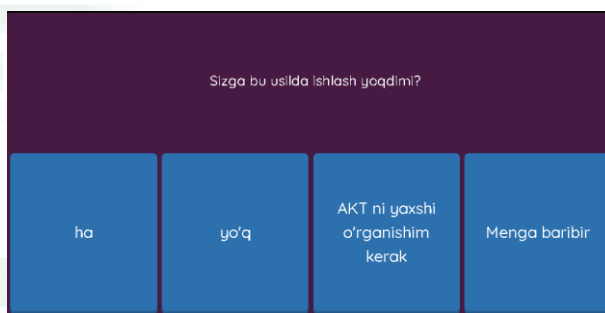 Sizga bu usilda ishlash yoqdimi?
ha
yo'q
AKT ni yaxshi
o'rganishim
kerak
Menga baribir